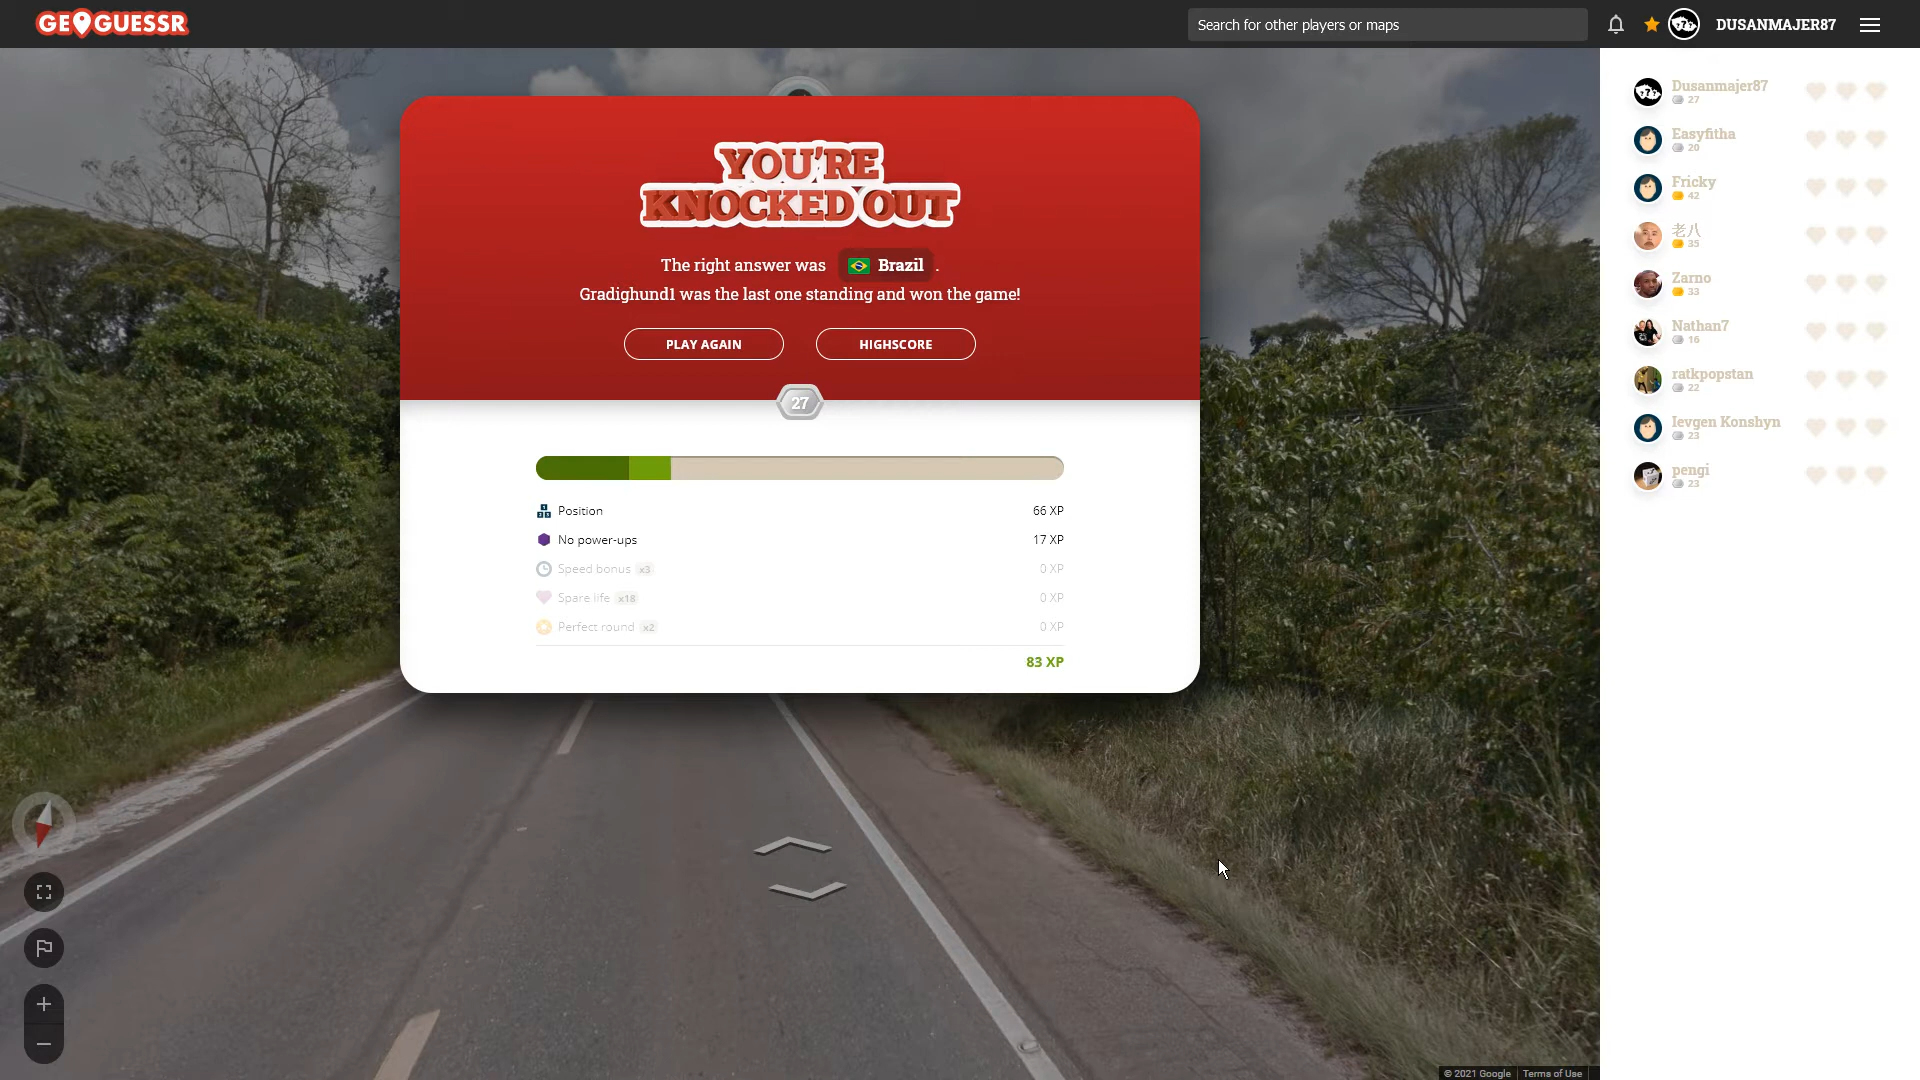 GEOGUESSR
Search for other players or maps
DUSANMAJER87
YOU'RE
KNOCKED OUT
The right answer was Brazil .
Gradighund1 was the last one standing and won the game!
PLAY AGAIN
HIGHSCORE
27
Position 66 XP
No power-ups 17 XP
Speed bonus x3 0 XP
Spare life x18 0 XP
Perfect round x2 0 XP
83 XP
Dusanmajer87
27
Easyfitha
20
Fricky
42
老八
35
Zarno
33
Nathan7
16
ratkpopstan
22
Ievgen Konshyn
23
pengi
23
© 2021 Google
Terms of Use